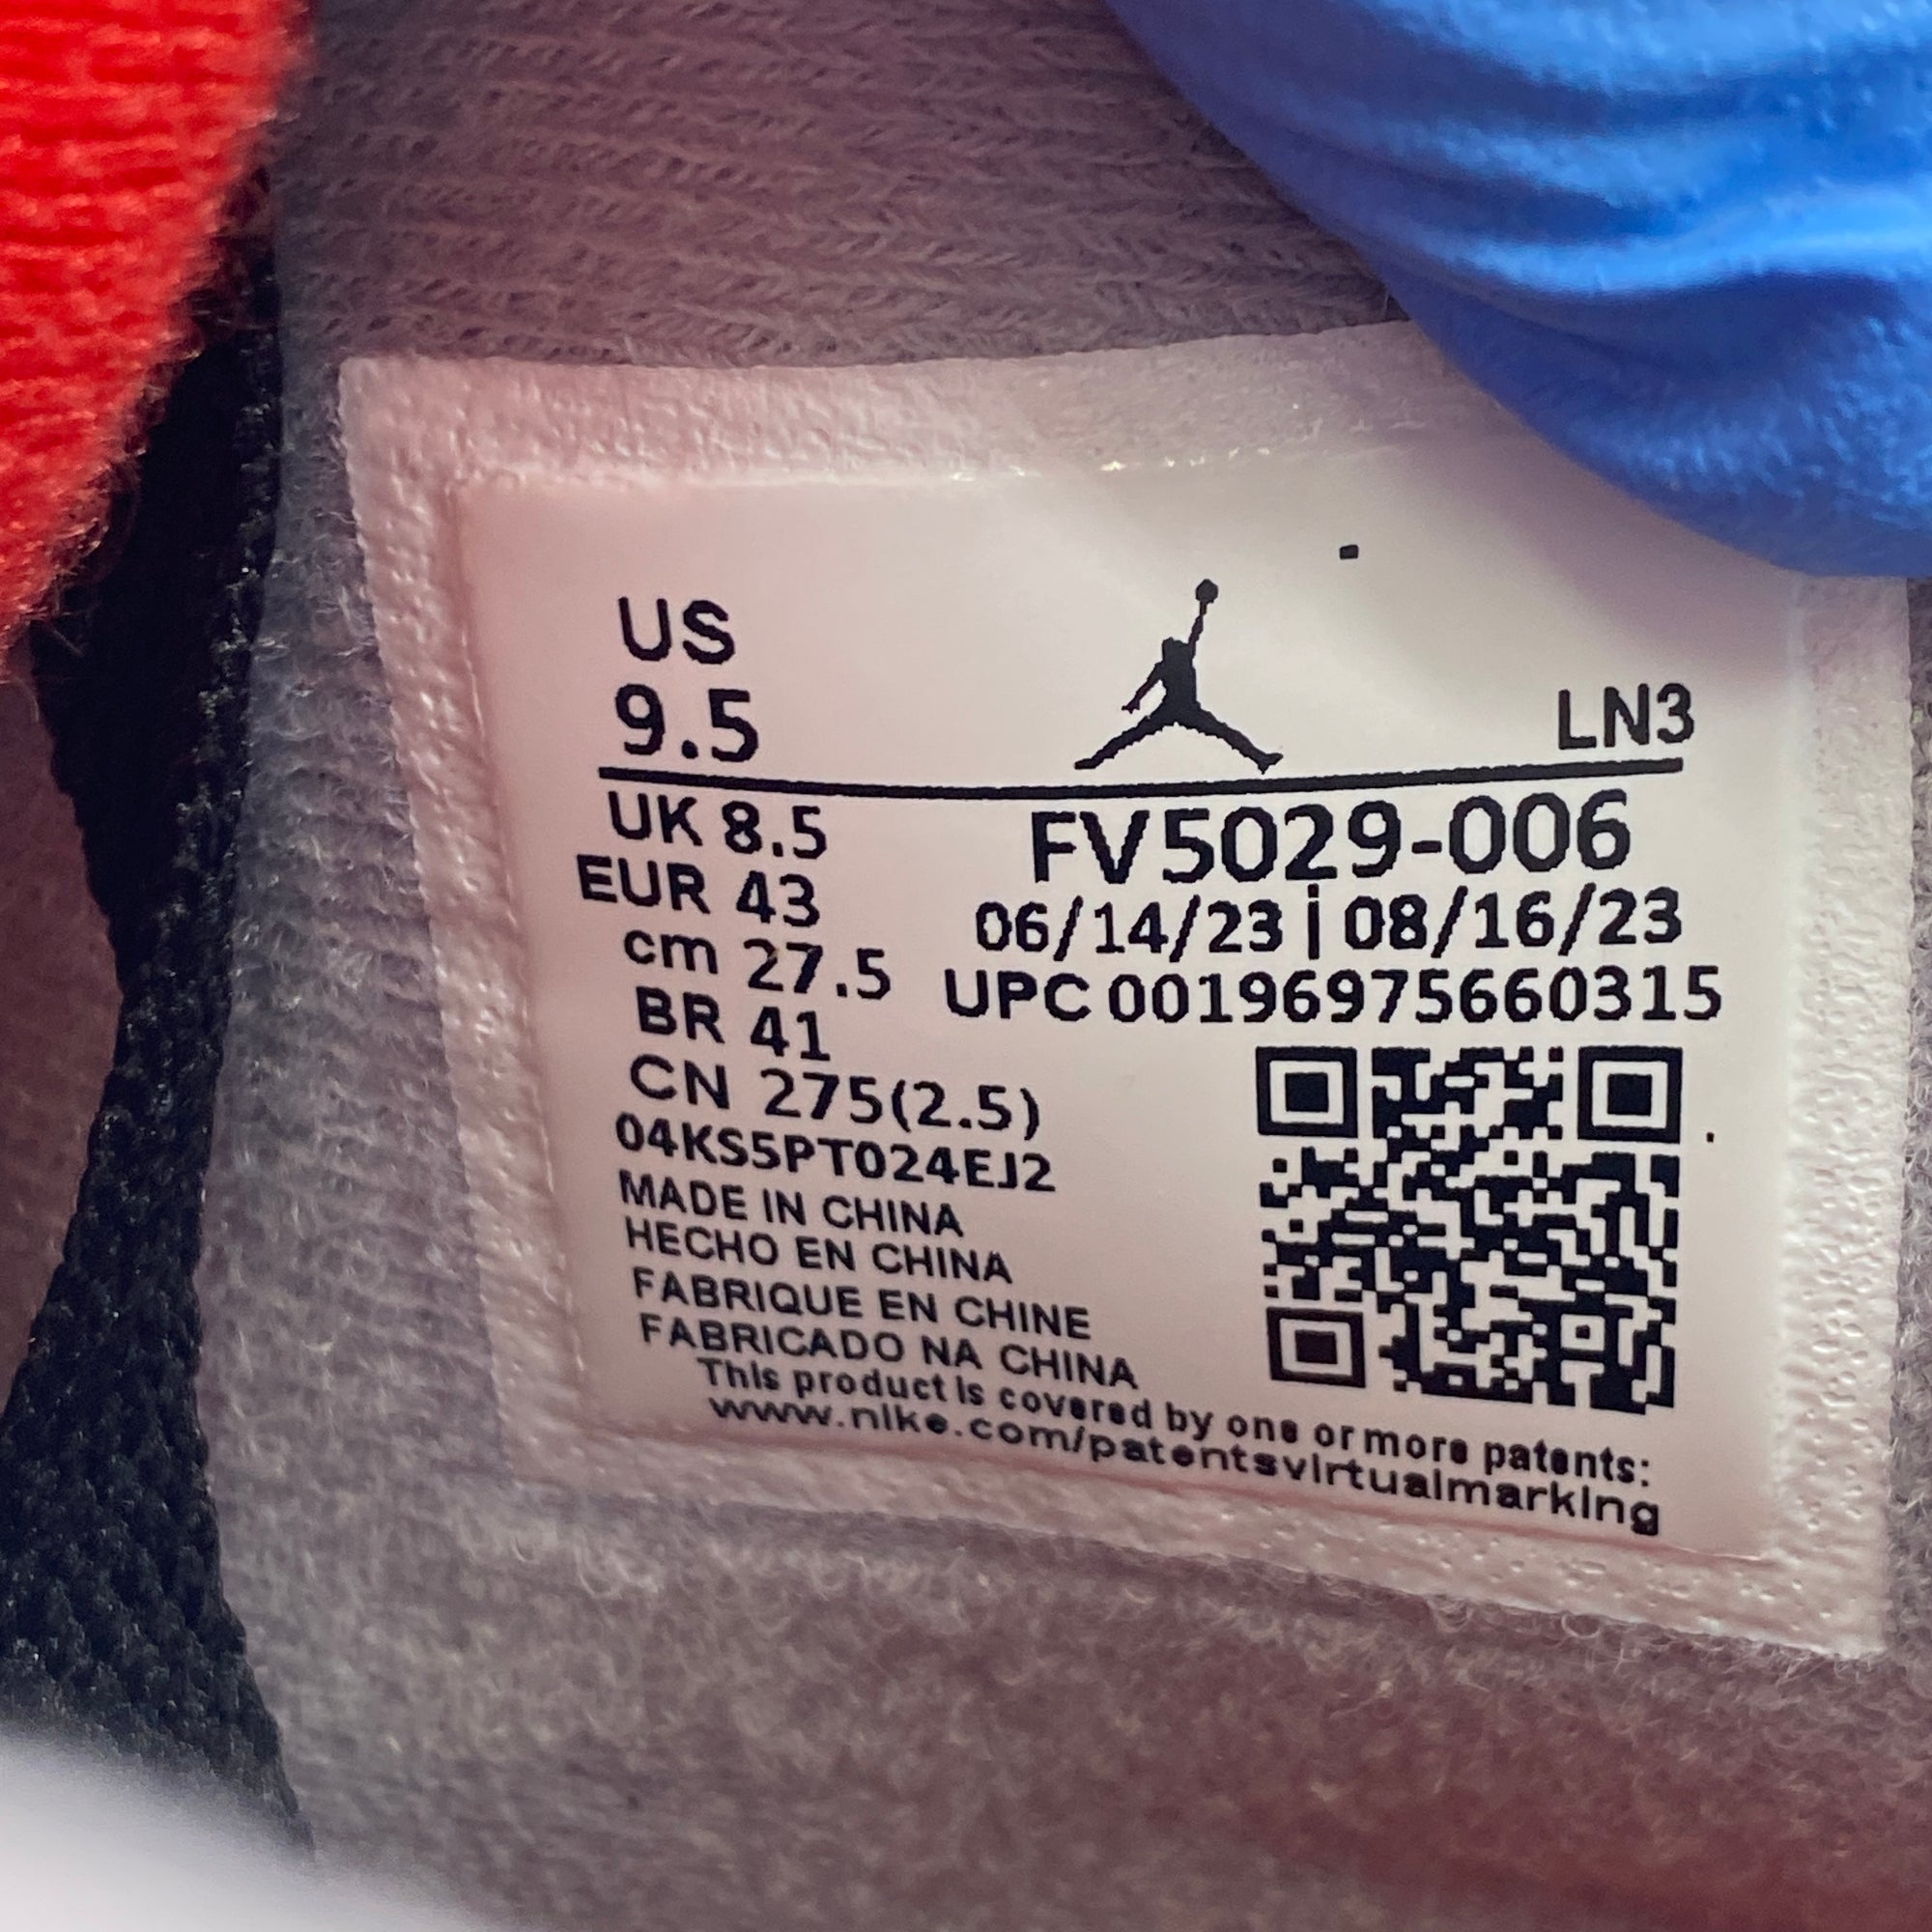 US
9.5
LN3
UK 8.5
EUR 43
cm 27.5
BR 41
CN 275(2.5)
04KS5PT024EJ2
FV5029-006
06/14/23 | 08/16/23
UPC 00196975660315
MADE IN CHINA
HECHO EN CHINA
FABRIQUE EN CHINE
FABRICADO NA CHINA
This product is covered by one or more patents:
www.nike.com/patentsvirtualmarking